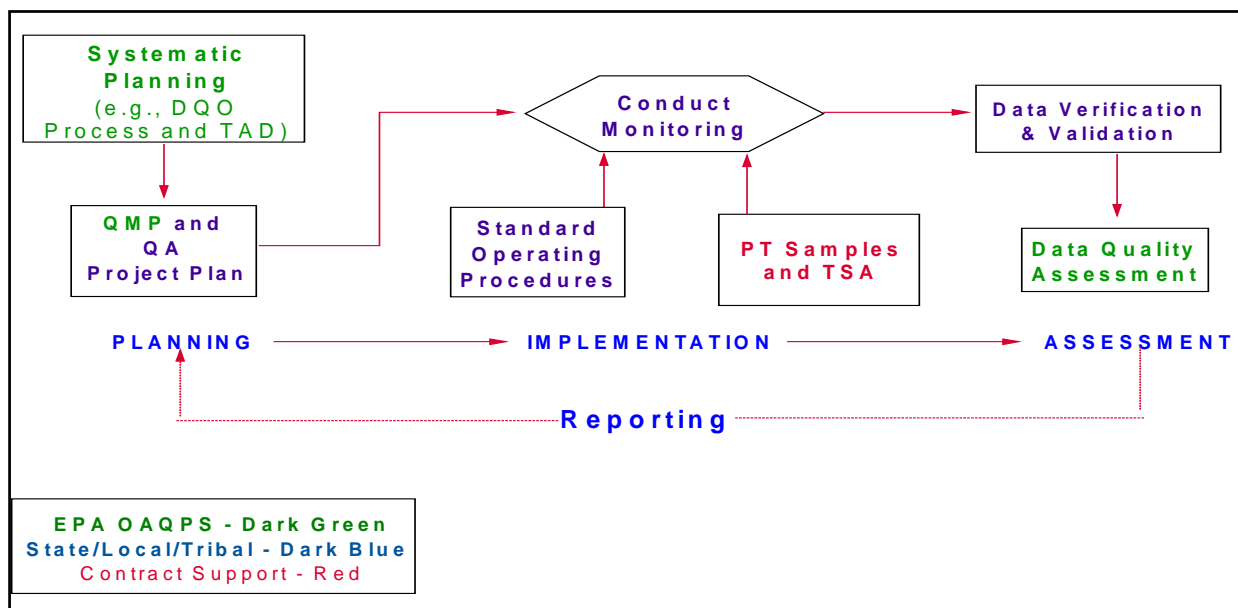 Systematic
Planning
(e.g., DQO
Process and TAD)
QMP and
QA
Project Plan
Conduct
Monitoring
Standard
Operating
Procedures
PT Samples
and TSA
Data Verification
& Validation
Data Quality
Assessment
PLANNING
IMPLEMENTATION
ASSESSMENT
Reporting
EPA OAQPS - Dark Green
State/Local/Tribal - Dark Blue
Contract Support - Red